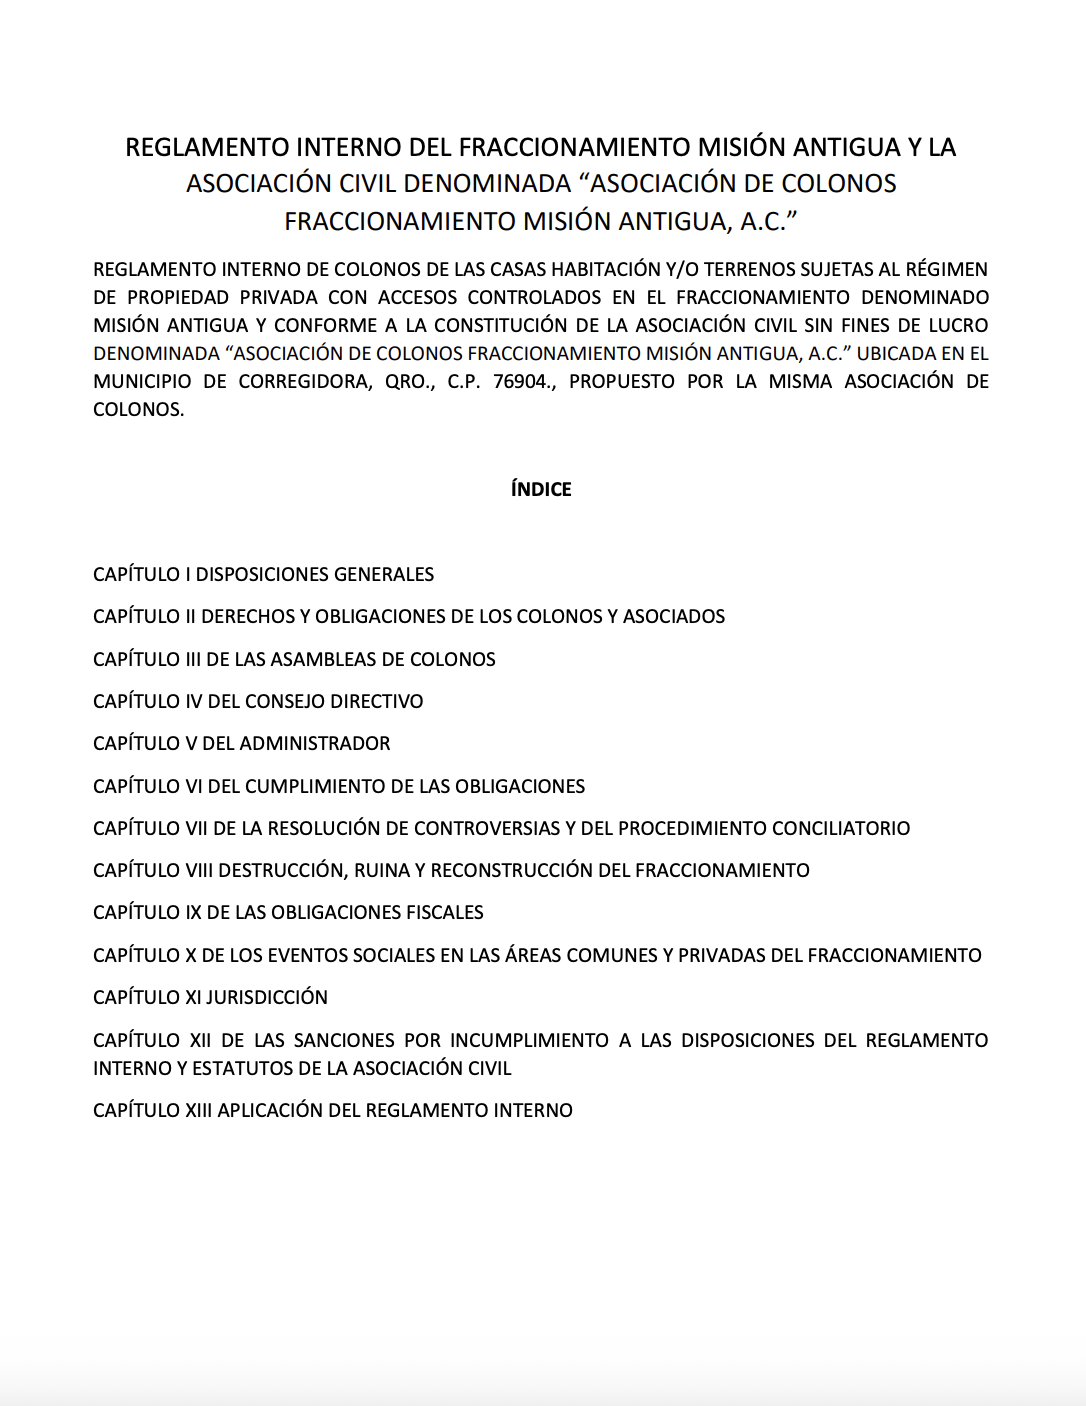 REGLAMENTO INTERNO DEL FRACCIONAMIENTO MISIÓN ANTIGUA Y LA
ASOCIACIÓN CIVIL DENOMINADA “ASOCIACIÓN DE COLONOS
FRACCIONAMIENTO MISIÓN ANTIGUA, A.C.”
REGLAMENTO INTERNO DE COLONOS DE LAS CASAS HABITACIÓN Y/O TERRENOS SUJETAS AL RÉGIMEN
DE PROPIEDAD PRIVADA CON ACCESOS CONTROLADOS EN EL FRACCIONAMIENTO DENOMINADO
MISIÓN ANTIGUA Y CONFORME A LA CONSTITUCIÓN DE LA ASOCIACIÓN CIVIL SIN FINES DE LUCRO
DENOMINADA “ASOCIACIÓN DE COLONOS FRACCIONAMIENTO MISIÓN ANTIGUA, A.C.” UBICADA EN EL
MUNICIPIO DE CORREGIDORA, QRO., C.P. 76904., PROPUESTO POR LA MISMA ASOCIACIÓN DE
COLONOS.
ÍNDICE
CAPÍTULO I DISPOSICIONES GENERALES
CAPÍTULO II DERECHOS Y OBLIGACIONES DE LOS COLONOS Y ASOCIADOS
CAPÍTULO III DE LAS ASAMBLEAS DE COLONOS
CAPÍTULO IV DEL CONSEJO DIRECTIVO
CAPÍTULO V DEL ADMINISTRADOR
CAPÍTULO VI DEL CUMPLIMIENTO DE LAS OBLIGACIONES
CAPÍTULO VII DE LA RESOLUCIÓN DE CONTROVERSIAS Y DEL PROCEDIMIENTO CONCILIATORIO
CAPÍTULO VIII DESTRUCCIÓN, RUINA Y RECONSTRUCCIÓN DEL FRACCIONAMIENTO
CAPÍTULO IX DE LAS OBLIGACIONES FISCALES
CAPÍTULO X DE LOS EVENTOS SOCIALES EN LAS ÁREAS COMUNES Y PRIVADAS DEL FRACCIONAMIENTO
CAPÍTULO XI JURISDICCIÓN
CAPÍTULO XII DE LAS SANCIONES POR INCUMPLIMIENTO A LAS DISPOSICIONES DEL REGLAMENTO
INTERNO Y ESTATUTOS DE LA ASOCIACIÓN CIVIL
CAPÍTULO XIII APLICACIÓN DEL REGLAMENTO INTERNO